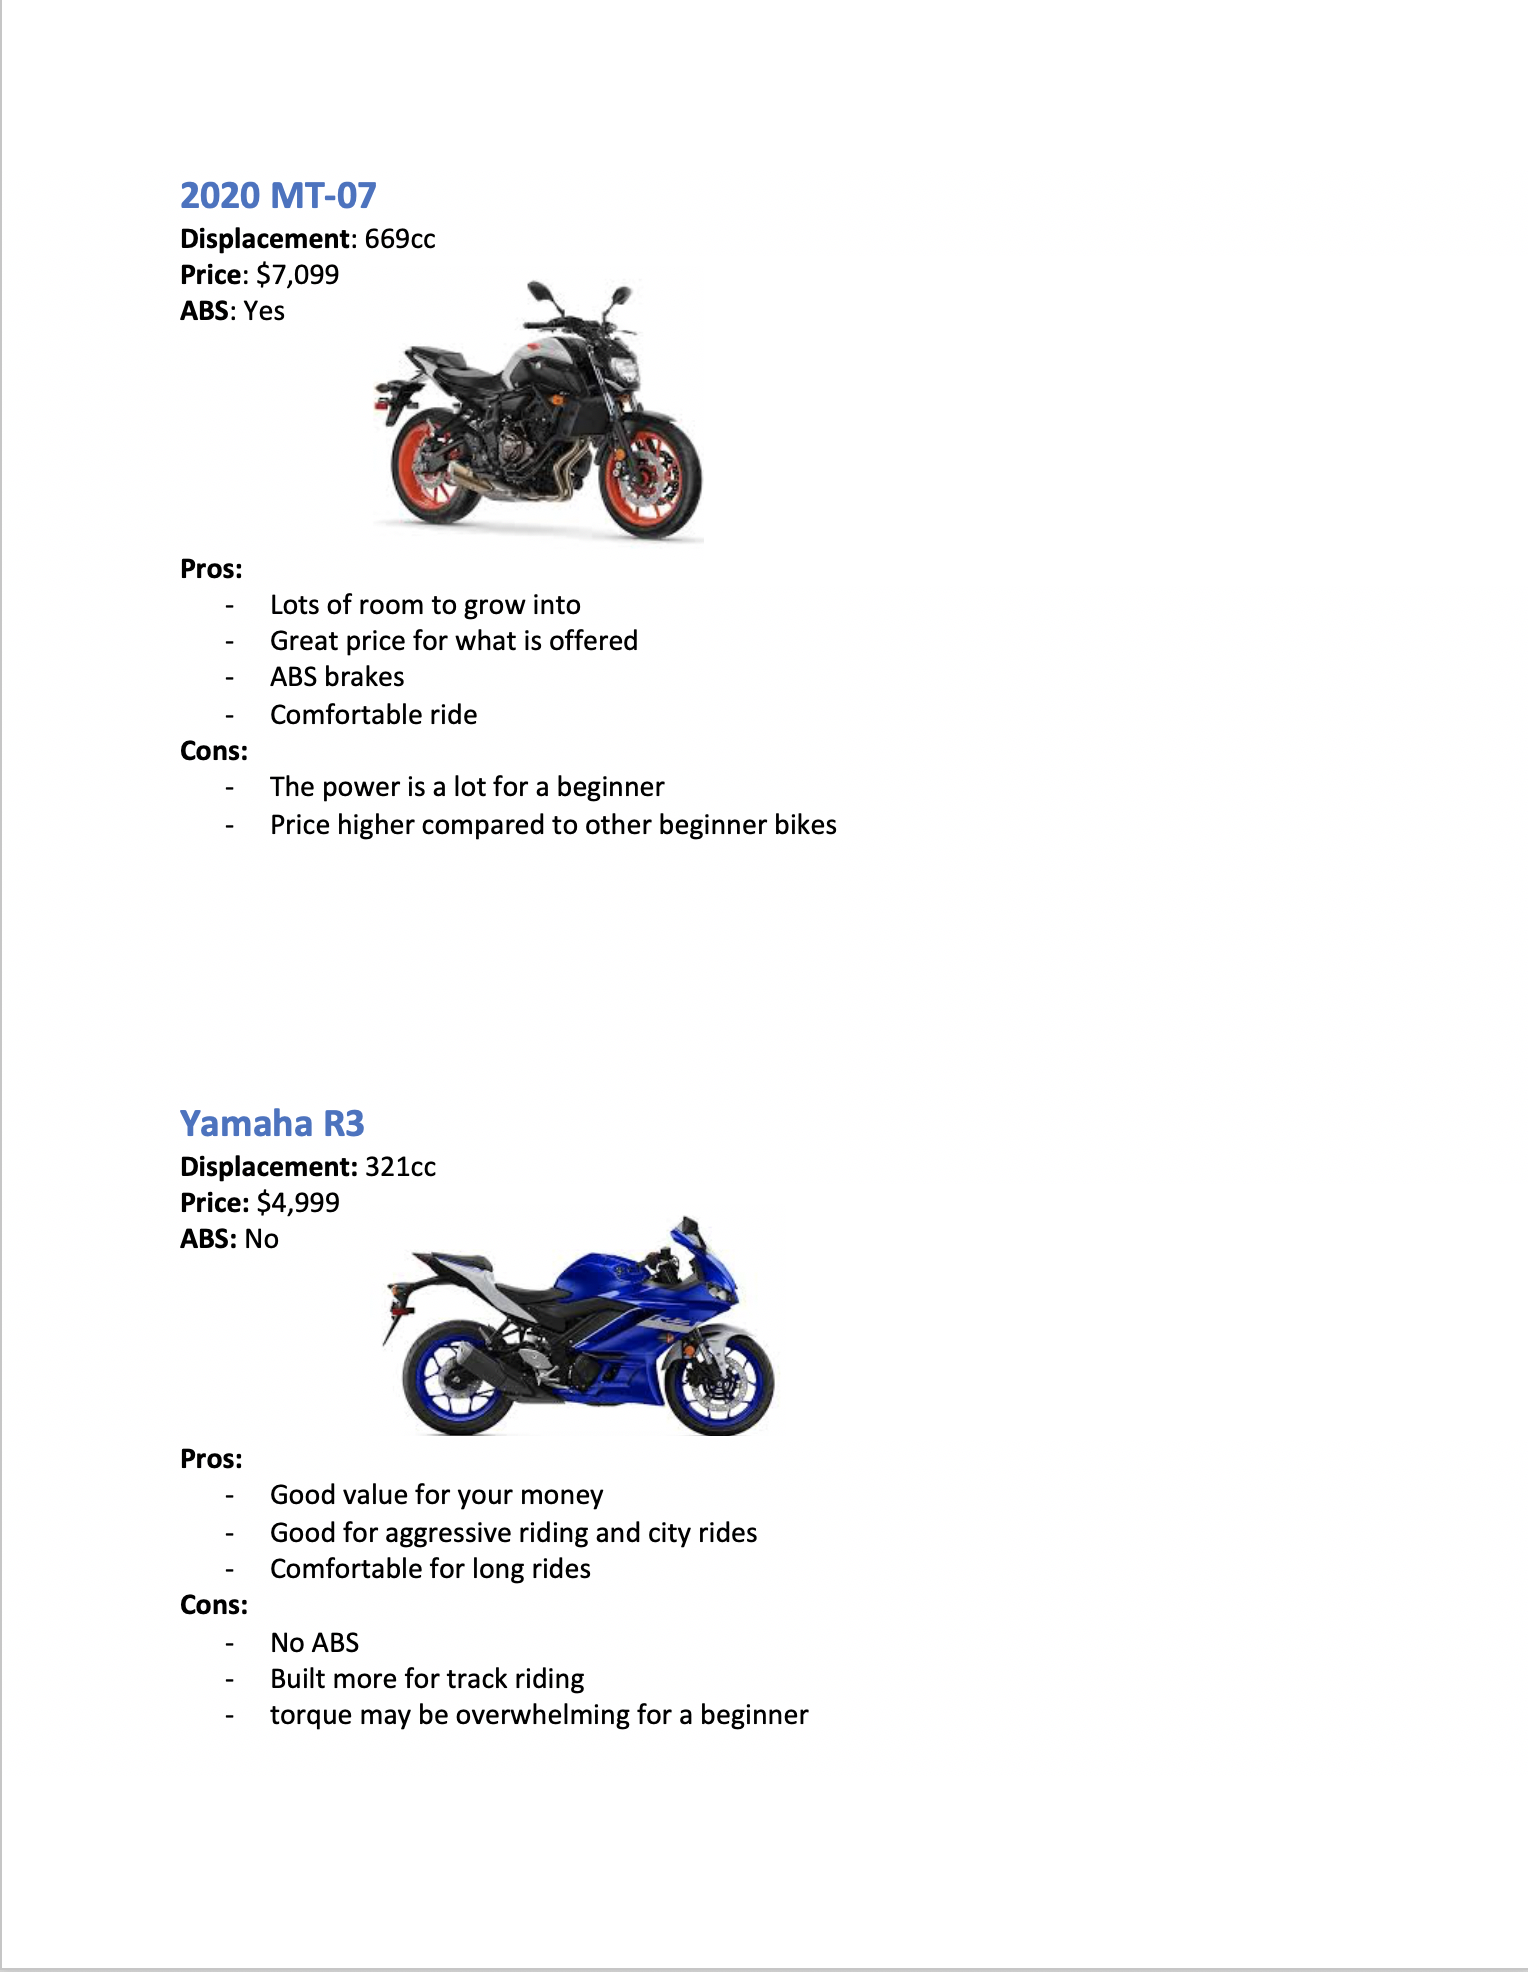 2020 MT-07
Displacement: 669cc
Price: $7,099
ABS: Yes
Pros:
- Lots of room to grow into
- Great price for what is offered
- ABS brakes
- Comfortable ride
Cons:
- The power is a lot for a beginner
- Price higher compared to other beginner bikes
Yamaha R3
Displacement: 321cc
Price: $4,999
ABS: No
Pros:
- Good value for your money
- Good for aggressive riding and city rides
- Comfortable for long rides
Cons:
- No ABS
- Built more for track riding
- torque may be overwhelming for a beginner